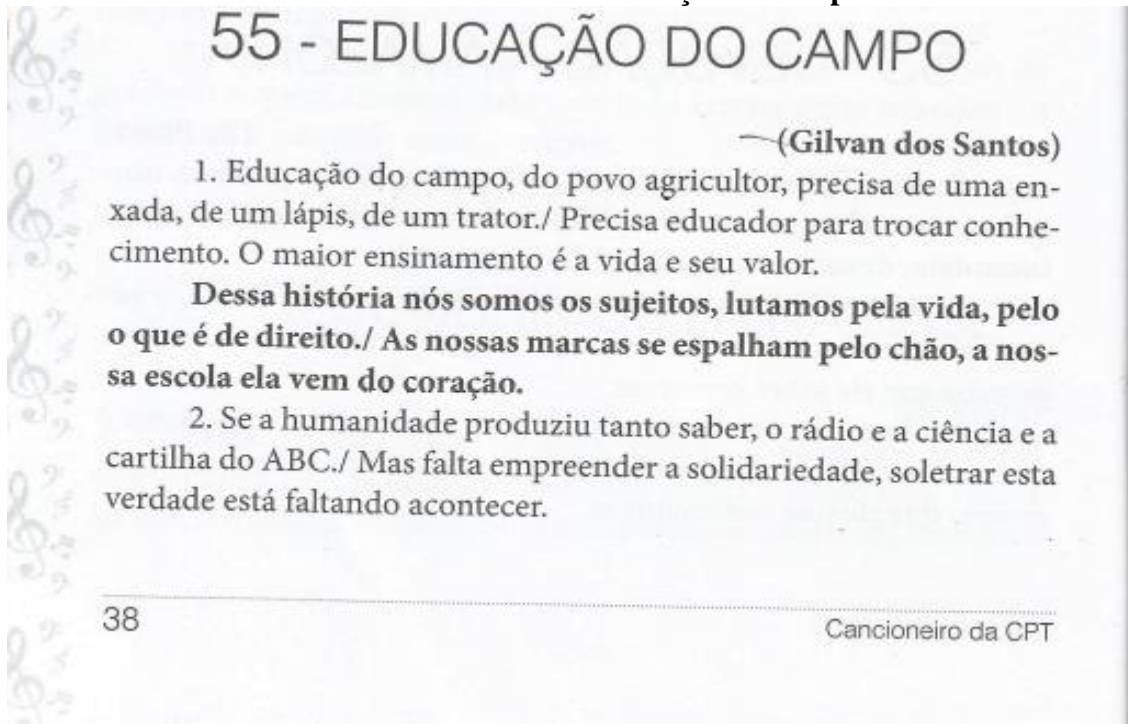 55 - EDUCAÇÃO DO CAMPO
(Gilvan dos Santos)
1. Educação do campo, do povo agricultor, precisa de uma en-
xada, de um lápis, de um trator./ Precisa educador para trocar conhe-
cimento. O maior ensinamento é a vida e seu valor.
Dessa história nós somos os sujeitos, lutamos pela vida, pelo
o que é de direito./ As nossas marcas se espalham pelo chão, a nos-
sa escola ela vem do coração.
2. Se a humanidade produziu tanto saber, o rádio e a ciência e a
cartilha do ABC./ Mas falta empreender a solidariedade, soletrar esta
verdade está faltando acontecer.
38
Cancioneiro da CPT